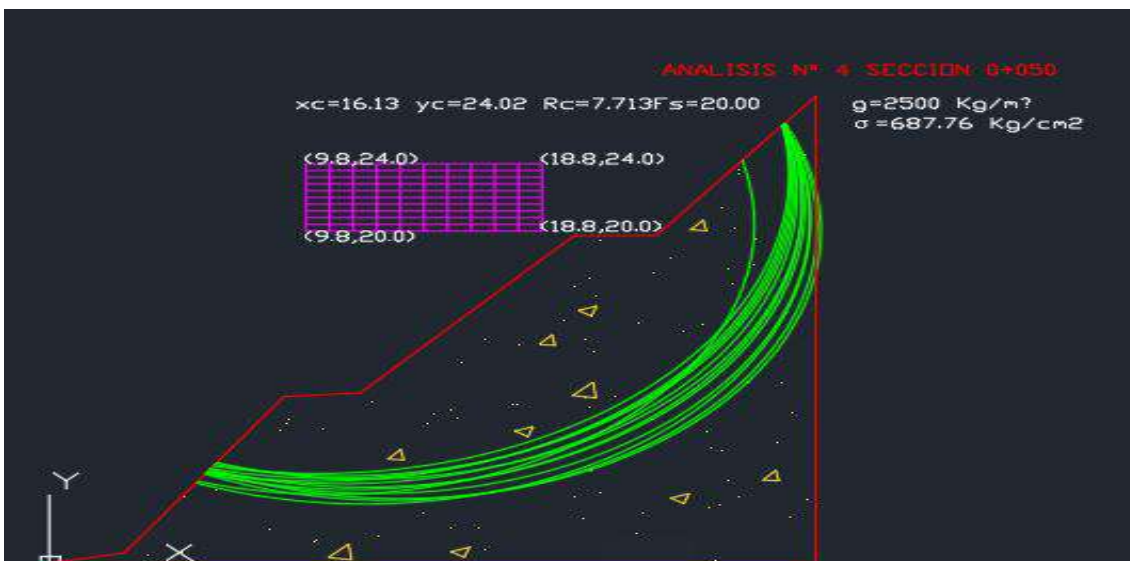 ANALISIS N° 4 SECCION 0+050
xc=16.13 yc=24.02 Rc=7.713Fs=20.00
g=2500 Kg/m?
σ=687.76 Kg/cm2
(9.8,24.0)
(18.8,24.0)
(18.8,20.0)
(9.8,20.0)
Y
X